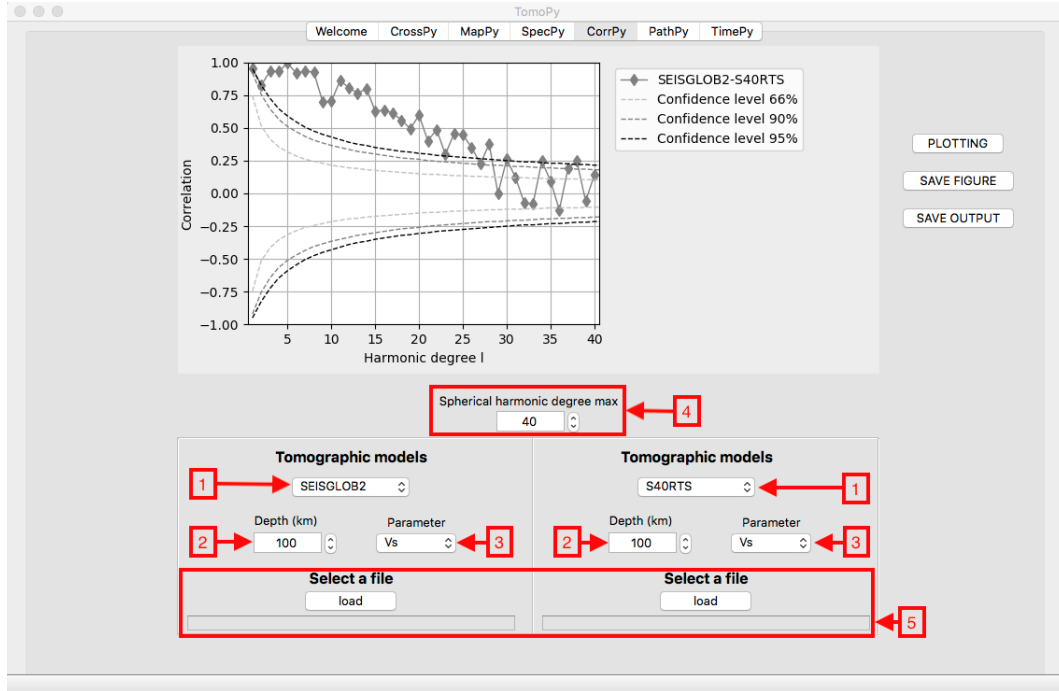 TomoPy
Welcome CrossPy MapPy SpecPy CorrPy PathPy TimePy
1.00
0.75
0.50
0.25
0.00
−0.25
−0.50
−0.75
−1.00
Correlation
5 10 15 20 25 30 35 40
Harmonic degree l
SEISGLOB2-S40RTS
Confidence level 66%
Confidence level 90%
Confidence level 95%
PLOTTING
SAVE FIGURE
SAVE OUTPUT
Spherical harmonic degree max
40
4
Tomographic models
1
SEISGLOB2
Depth (km) Parameter
2 100 Vs 3
Select a file
load
Tomographic models
S40RTS
1
Depth (km) Parameter
2 100 Vs 3
Select a file
load
5